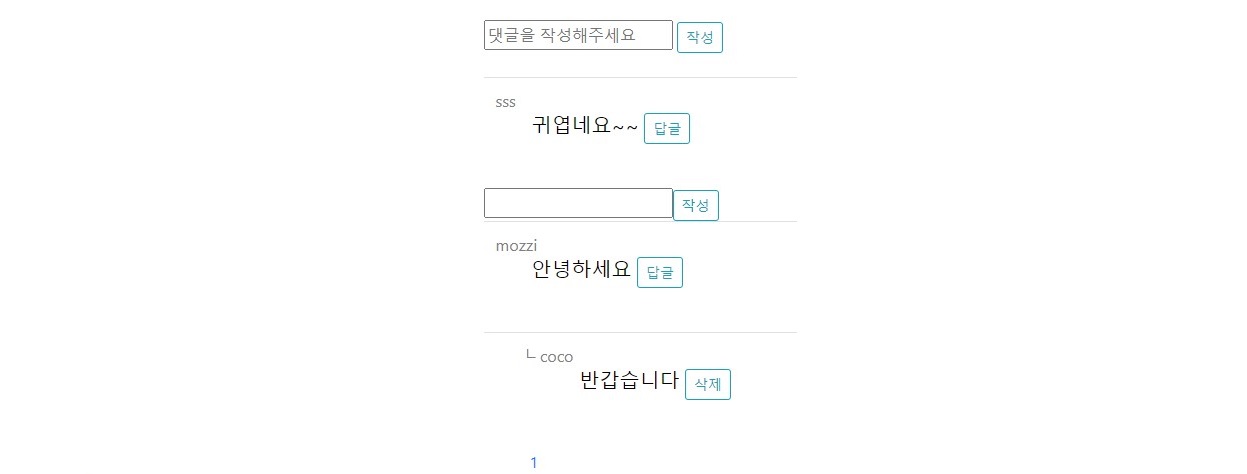 댓글을 작성해주세요 작성
sss
귀엽네요~~ 답글
작성
mozzi
안녕하세요 답글
ㄴ coco
반갑습니다 삭제
1